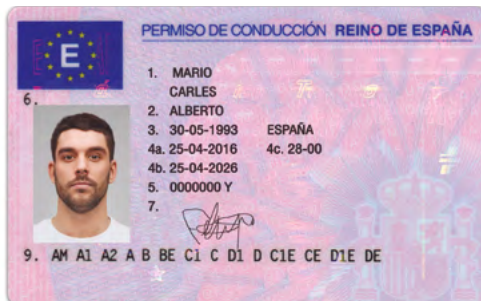 PERMISO DE CONDUCCIÓN REINO DE ESPAÑA
E
1. MARIO
CARLES
2. ALBERTO
3. 30-05-1993 ESPAÑA
4a. 25-04-2016 4c. 28-00
4b. 25-04-2026
5. 0000000 Y
6.
7.
9. AM A1 A2 A B BE C1 C D1 D C1E CE D1E DE